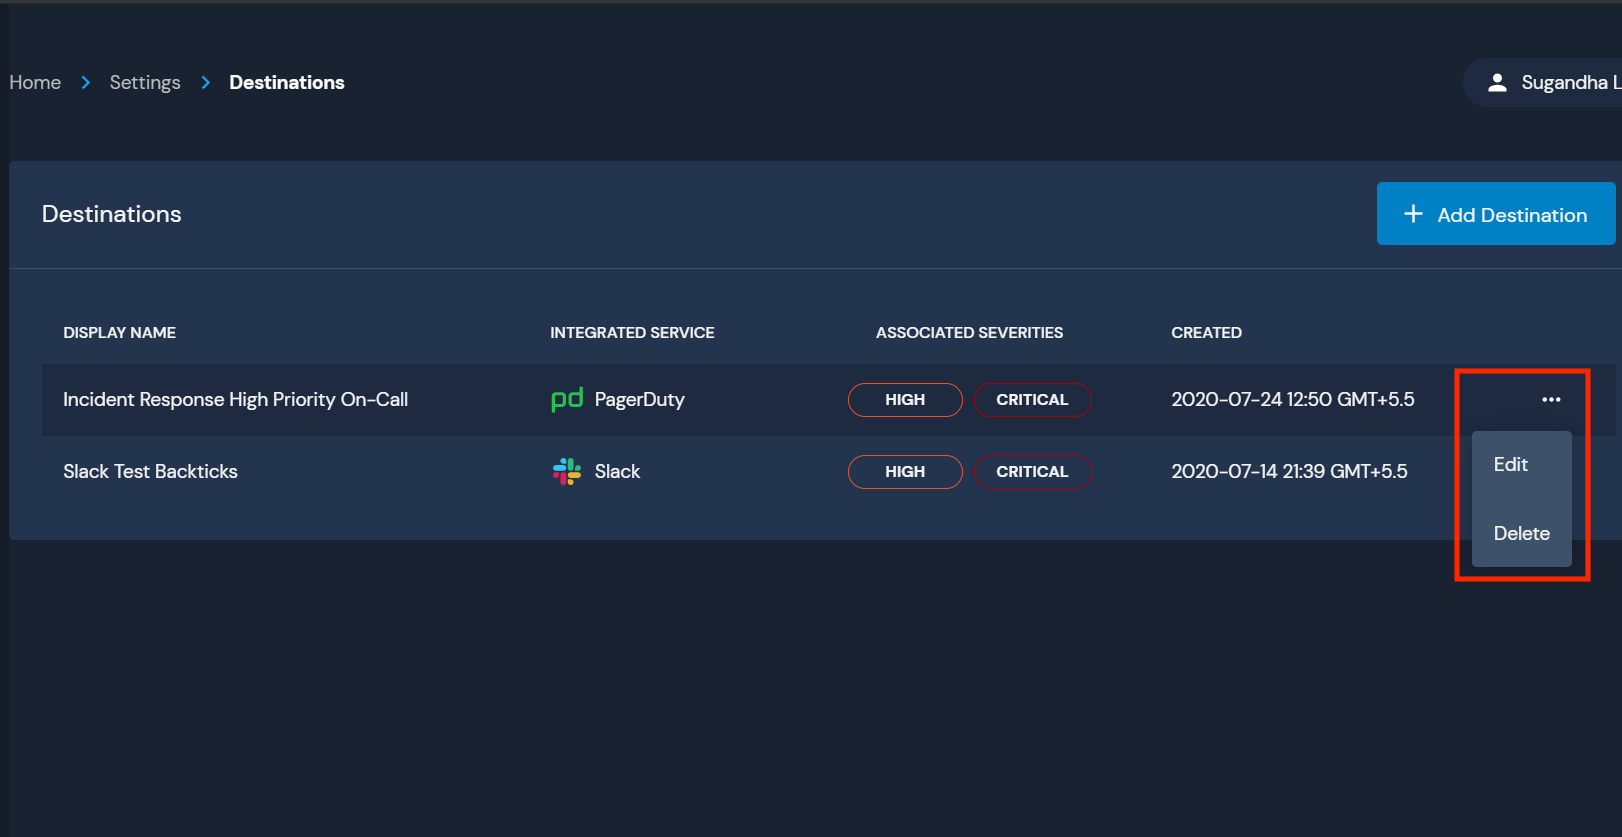 Home > Settings > Destinations
Sugandha L
Destinations
+ Add Destination
DISPLAY NAME INTEGRATED SERVICE ASSOCIATED SEVERITIES CREATED
Incident Response High Priority On-Call pd PagerDuty HIGH CRITICAL 2020-07-24 12:50 GMT+5.5 ...
Slack Test Backticks Slack HIGH CRITICAL 2020-07-14 21:39 GMT+5.5
Edit
Delete